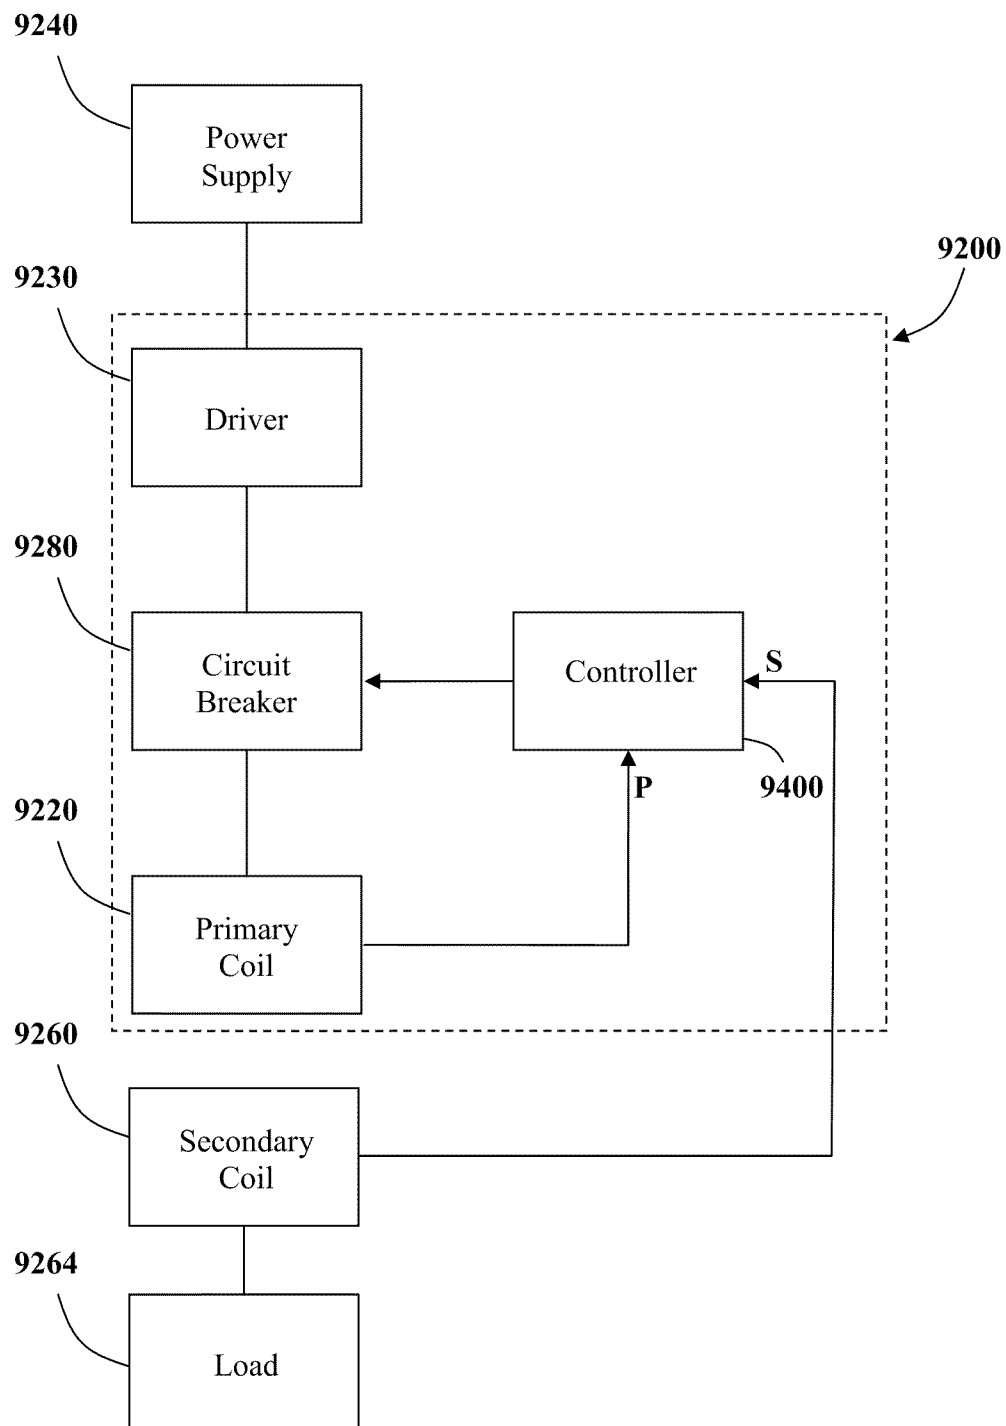 9240
Power
Supply
9230
9200
Driver
9280
Circuit
Breaker
Controller
S
P
9400
9220
Primary
Coil
9260
Secondary
Coil
9264
Load